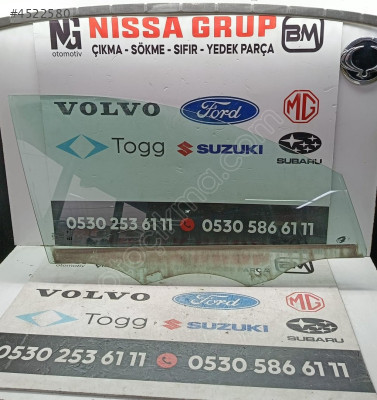 #4522580
NG NISSA GRUP BM
otomotiv ÇIKMA - SÖKME - SIFIR - YEDEK PARÇA
VOLVO Ford MG
Togg SUZUKI SUBARU
0530 253 61 11 0530 586 61 11
VOLVO Ford MG
Togg SUZUKI SUBARU
0530 253 61 11 0530 586 61 11